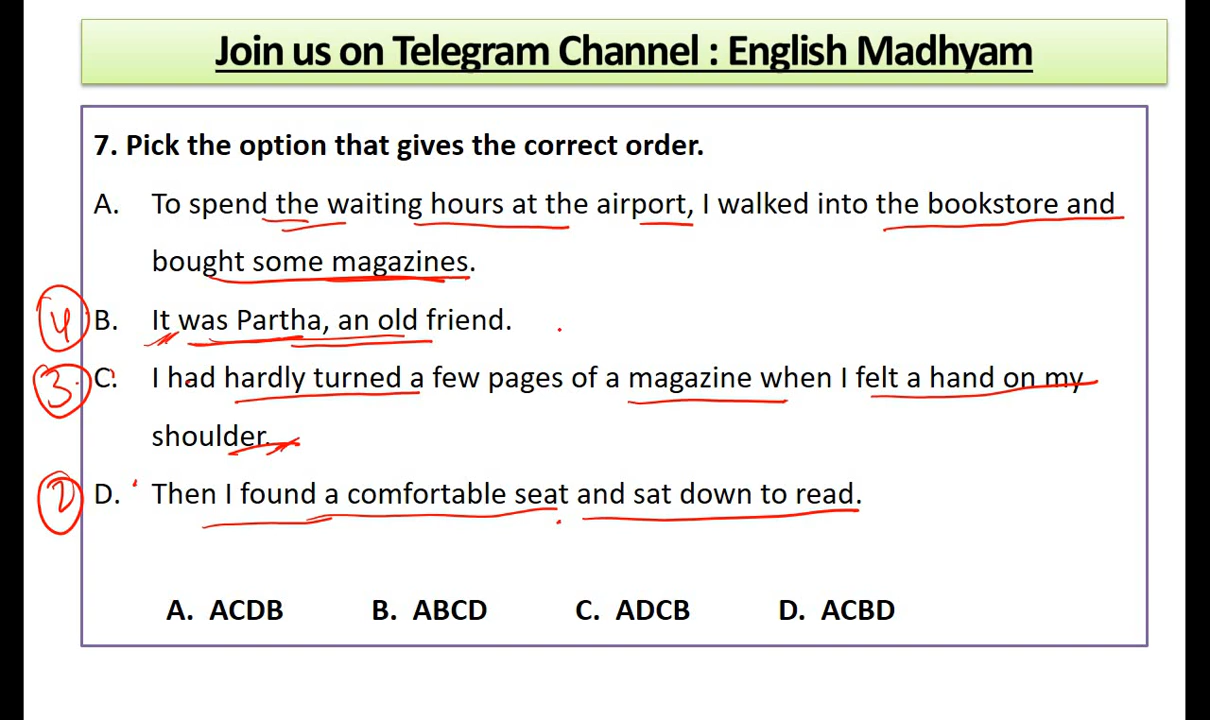 Join us on Telegram Channel : English Madhyam
7. Pick the option that gives the correct order.
A. To spend the waiting hours at the airport, I walked into the bookstore and
bought some magazines.
4 B. It was Partha, an old friend.
3 C. I had hardly turned a few pages of a magazine when I felt a hand on my
shoulder.
2 D. Then I found a comfortable seat and sat down to read.
A. ACDB B. ABCD C. ADCB D. ACBD